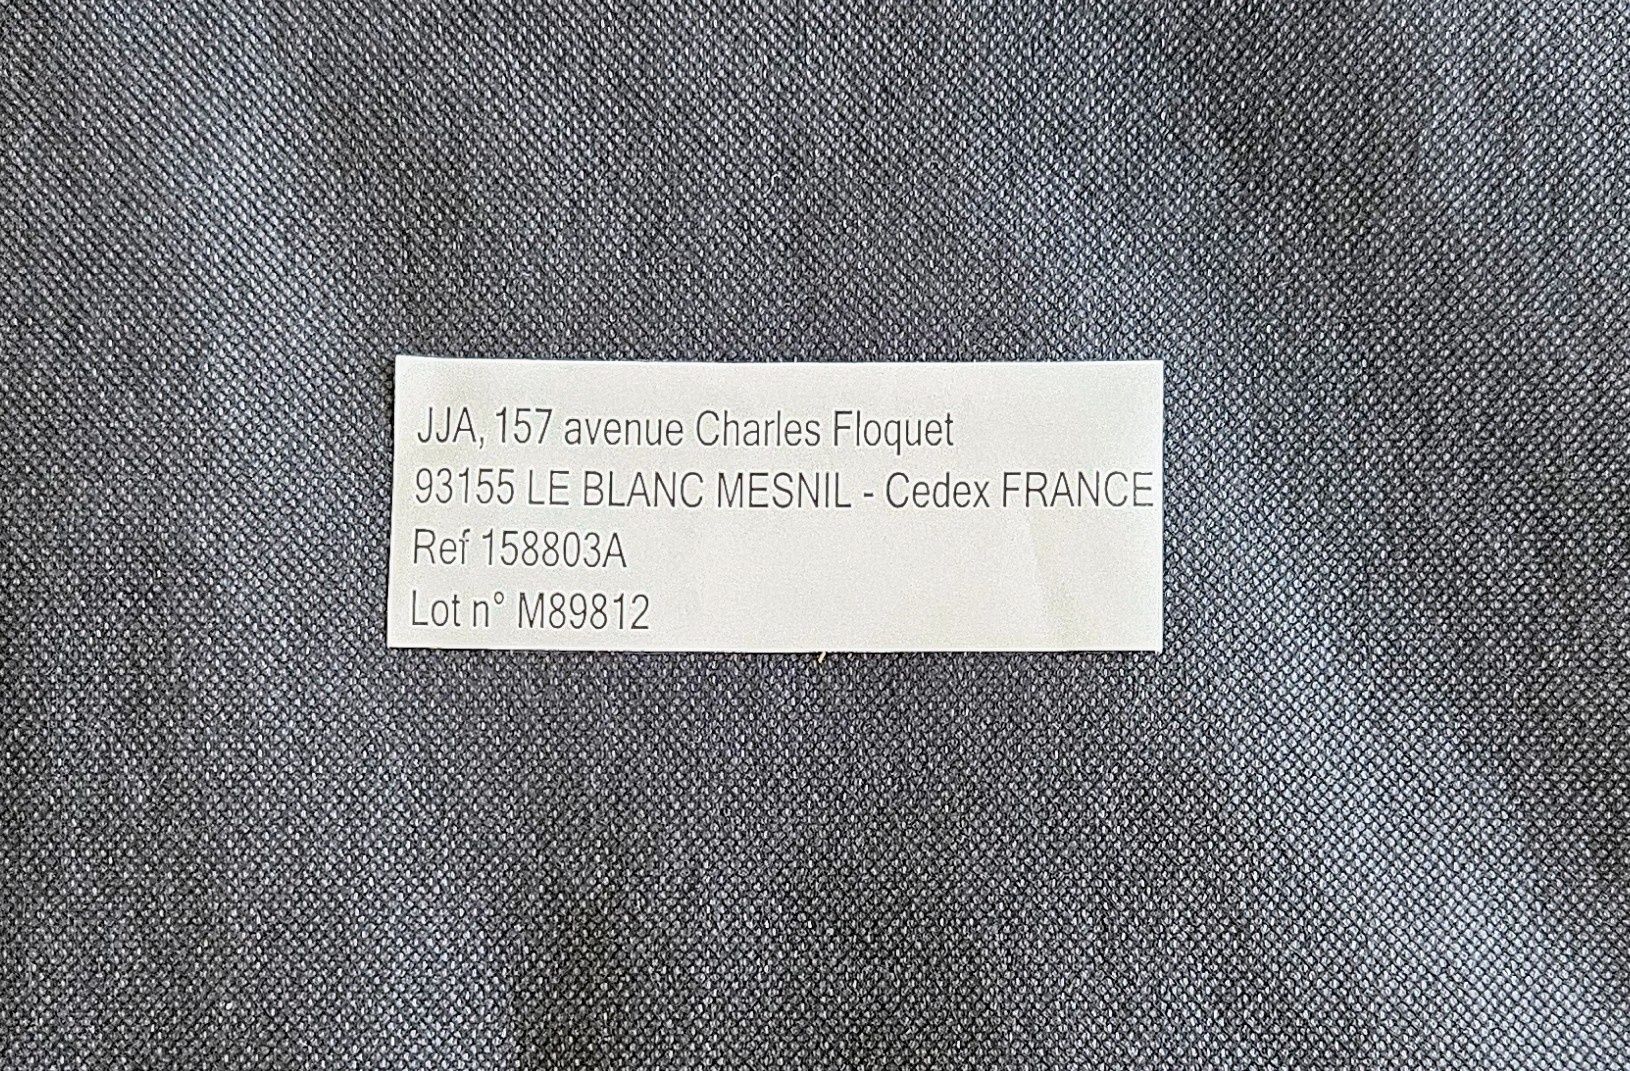 JJA, 157 avenue Charles Floquet
93155 LE BLANC MESNIL - Cedex FRANCE
Ref 158803A
Lot n° M89812